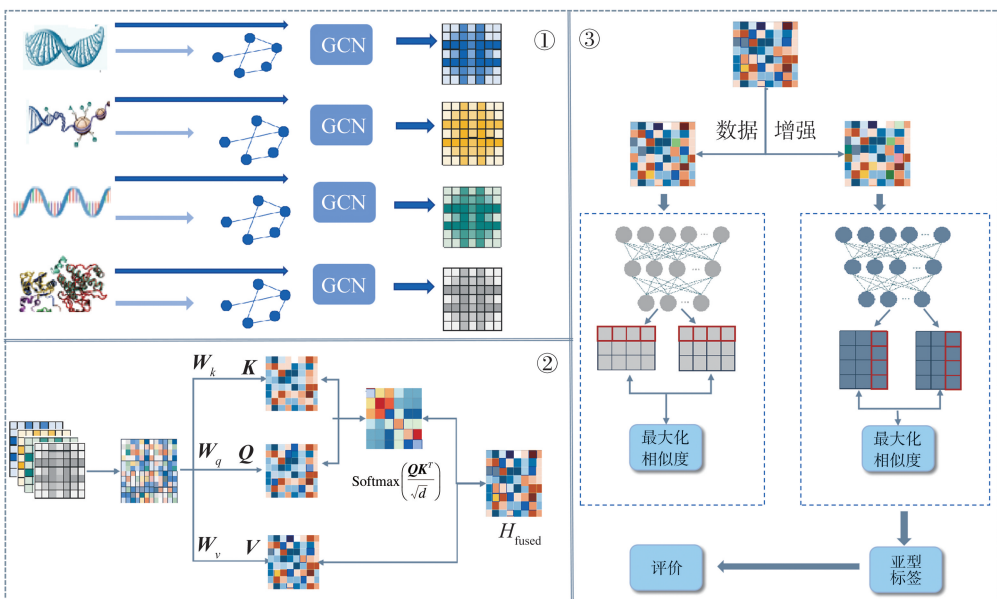 ①
GCN
GCN
GCN
GCN
②
W_k K
W_q Q
W_v V
Softmax(QK^T/√d)
H_fused
③
数据 增强
...
...
...
...
...
...
最大化
相似度
最大化
相似度
亚型
标签
评价